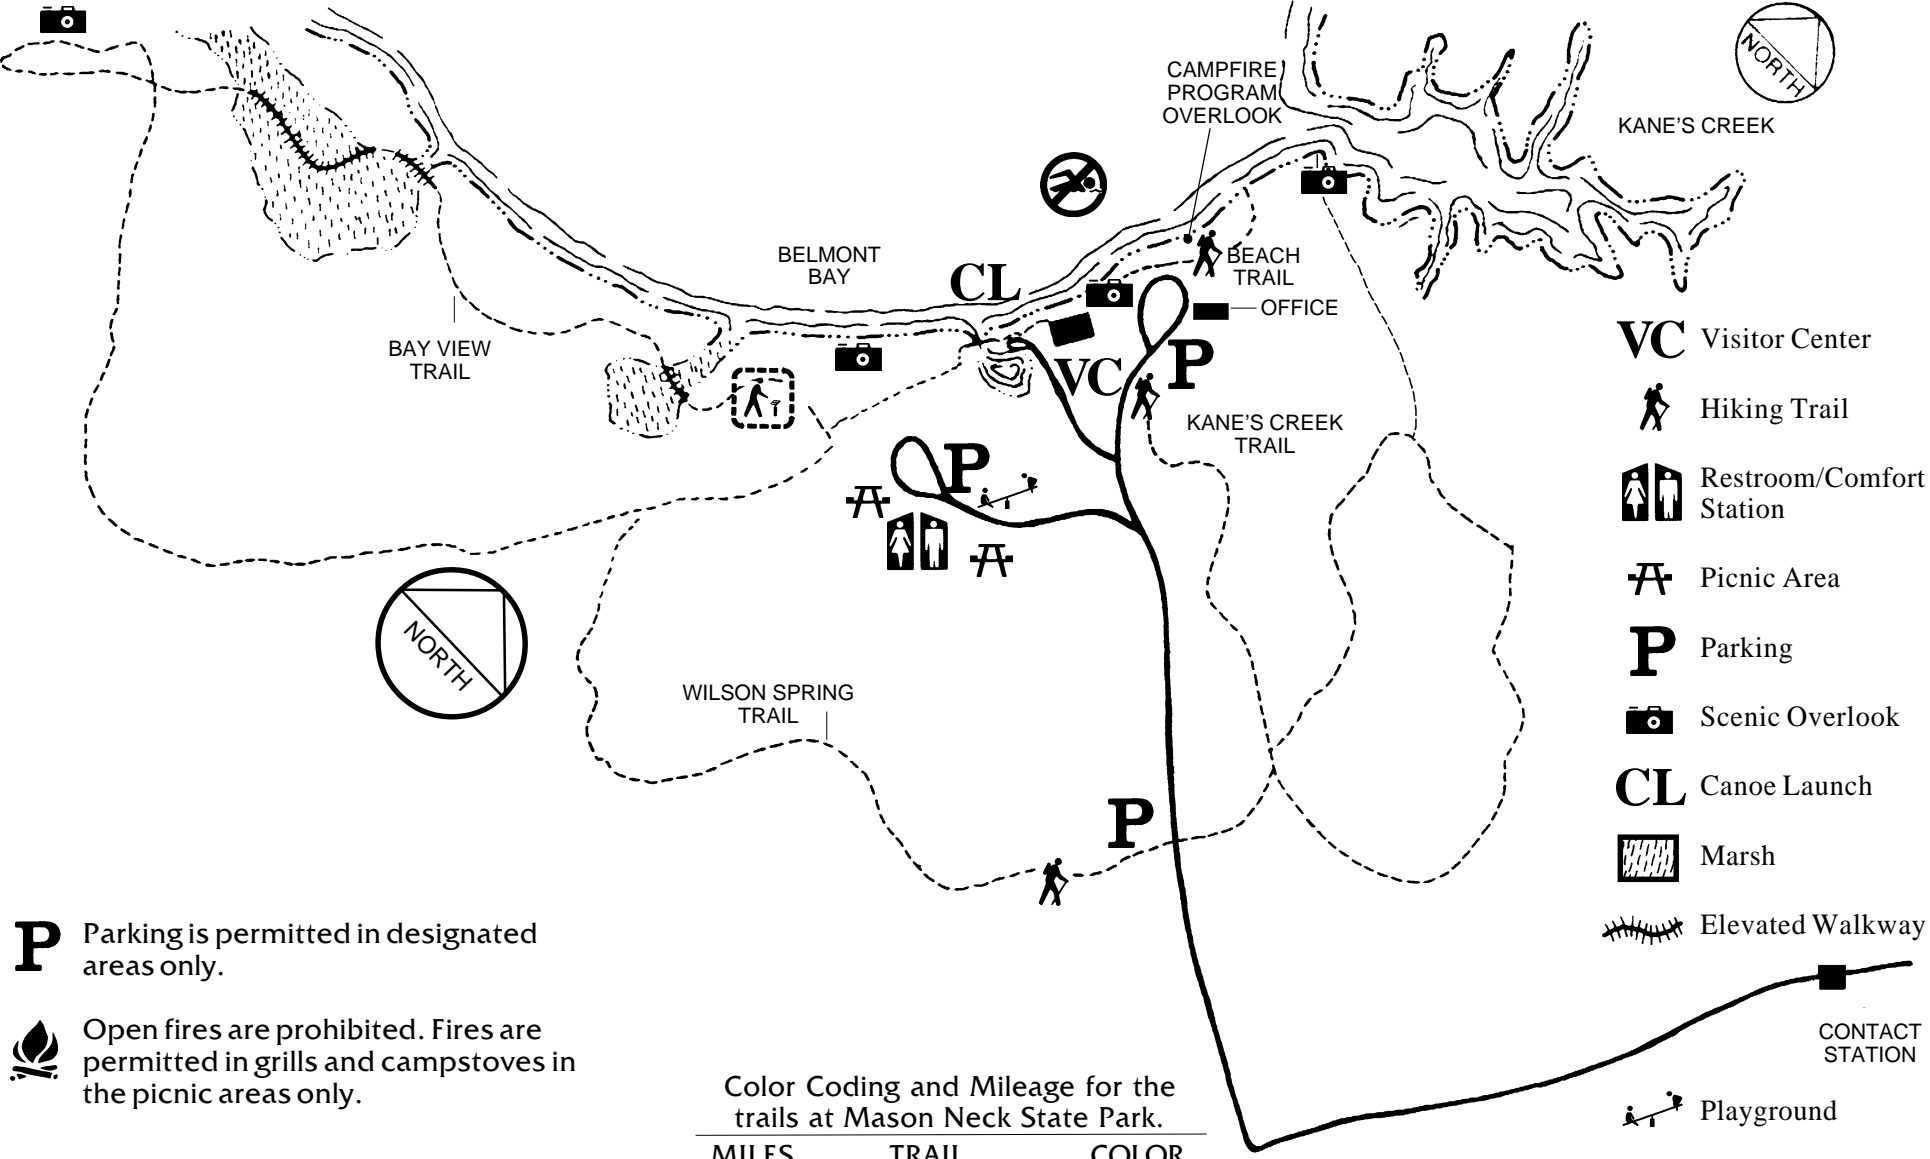 CAMPFIRE
PROGRAM
OVERLOOK
NORTH
KANE'S CREEK
BELMONT
BAY
CL
BEACH
TRAIL
OFFICE
BAY VIEW
TRAIL
VC
P
KANE'S CREEK
TRAIL
P
NORTH
WILSON SPRING
TRAIL
P
VC Visitor Center
Hiking Trail
Restroom/Comfort
Station
Picnic Area
P Parking
Scenic Overlook
CL Canoe Launch
Marsh
Elevated Walkway
CONTACT
STATION
Playground
P Parking is permitted in designated
areas only.
Open fires are prohibited. Fires are
permitted in grills and campstoves in
the picnic areas only.
Color Coding and Mileage for the
trails at Mason Neck State Park.
MILES TRAIL COLOR